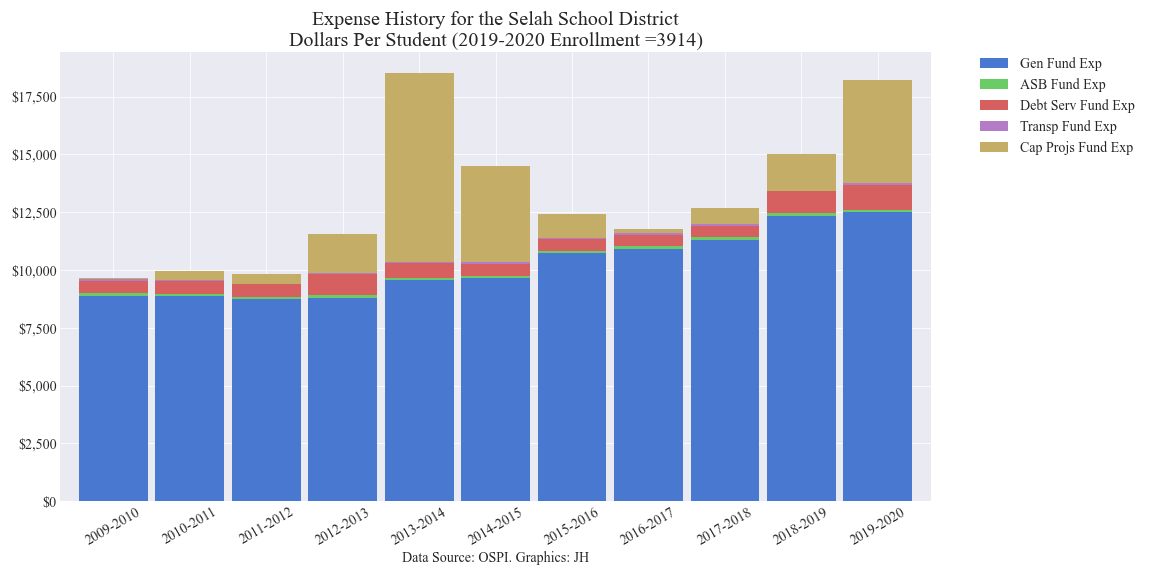 Expense History for the Selah School District
Dollars Per Student (2019-2020 Enrollment =3914)
Gen Fund Exp
ASB Fund Exp
Debt Serv Fund Exp
Transp Fund Exp
Cap Projs Fund Exp
$17,500
$15,000
$12,500
$10,000
$7,500
$5,000
$2,500
$0
2009-2010
2010-2011
2011-2012
2012-2013
2013-2014
2014-2015
2015-2016
2016-2017
2017-2018
2018-2019
2019-2020
Data Source: OSPI. Graphics: JH